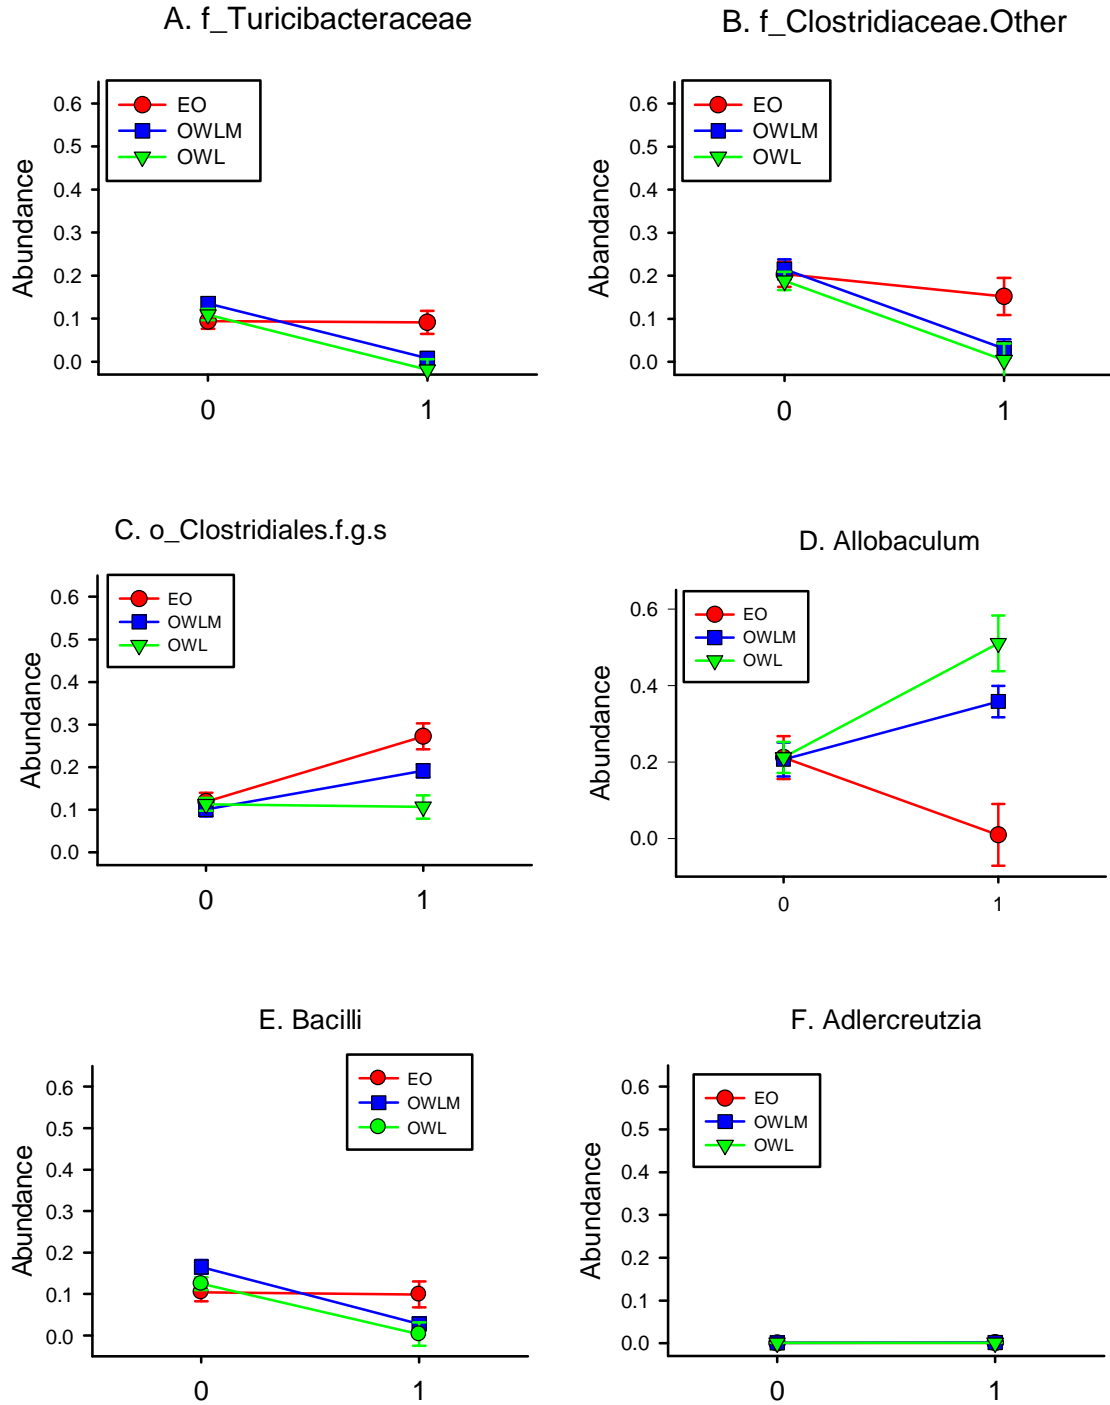 A. f_Turicibacteraceae
EO
OWLM
OWL
0.6
0.5
0.4
0.3
0.2
0.1
0.0
Abundance
0 1
B. f_Clostridiaceae.Other
EO
OWLM
OWL
0.6
0.5
0.4
0.3
0.2
0.1
0.0
Abandance
0 1
C. o_Clostridiales.f.g.s
EO
OWLM
OWL
0.6
0.5
0.4
0.3
0.2
0.1
0.0
Abundance
0 1
D. Allobaculum
EO
OWLM
OWL
0.6
0.4
0.2
0.0
Abundance
0 1
E. Bacilli
EO
OWLM
OWL
0.6
0.5
0.4
0.3
0.2
0.1
0.0
Abundance
0 1
F. Adlercreutzia
EO
OWLM
OWL
0.6
0.5
0.4
0.3
0.2
0.1
0.0
Abundance
0 1